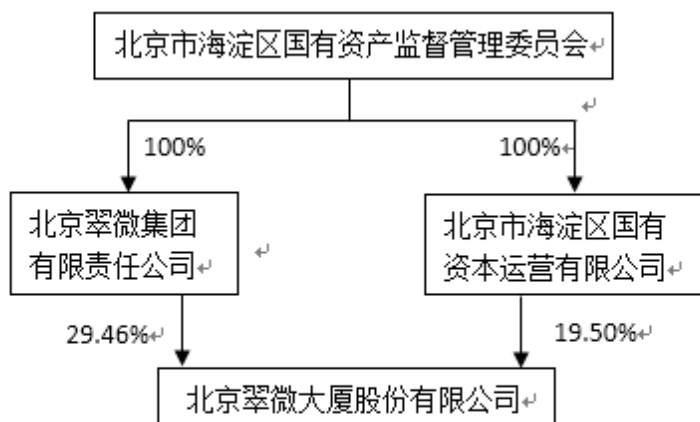 北京市海淀区国有资产监督管理委员会
100%
100%
北京翠微集团
有限责任公司
北京市海淀区国有
资本运营有限公司
29.46%
19.50%
北京翠微大厦股份有限公司